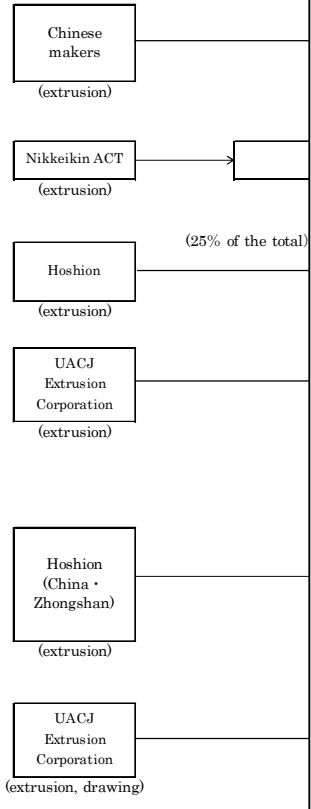 Chinese
makers
(extrusion)
Nikkeikin ACT
(extrusion)
(25% of the total)
Hoshion
(extrusion)
UACJ
Extrusion
Corporation
(extrusion)
Hoshion
(China・
Zhongshan)
(extrusion)
UACJ
Extrusion
Corporation
(extrusion, drawing)